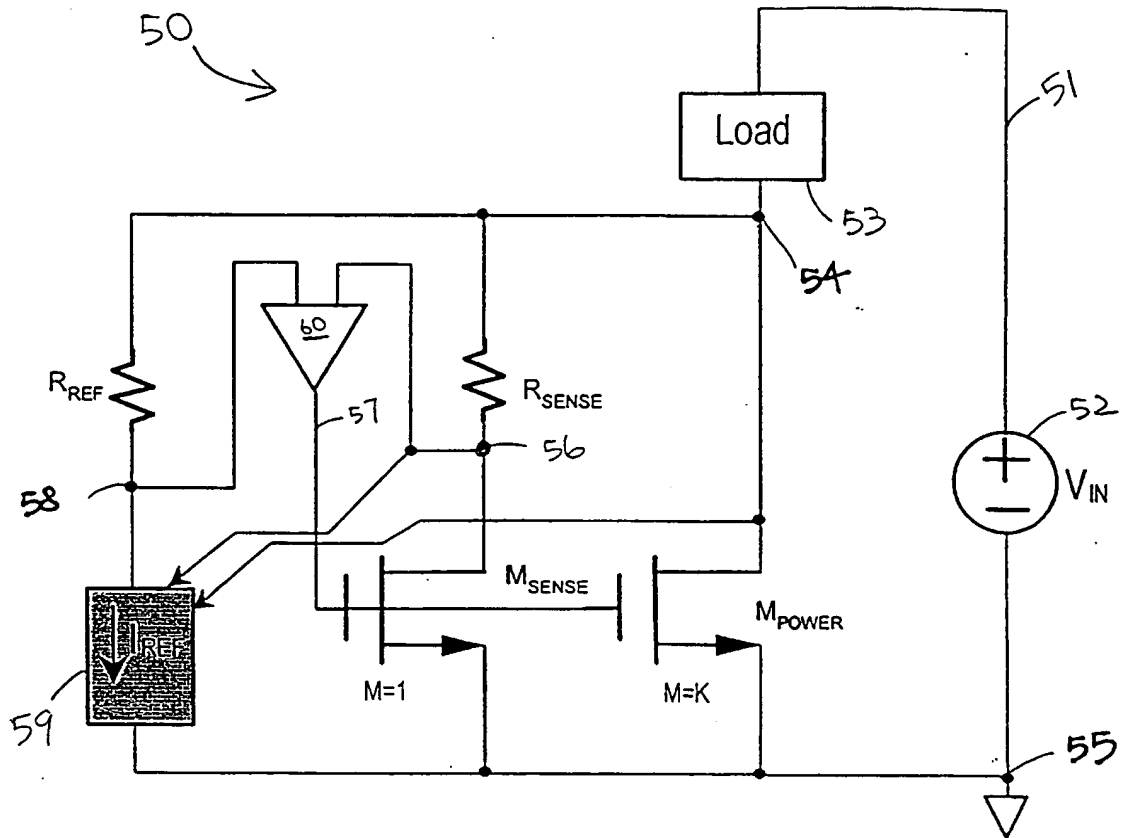 50
51
Load
53
54
60
R_REF
R_SENSE
57
56
52
58
V_IN
M_SENSE
I_REF
M_POWER
M=1
M=K
59
55